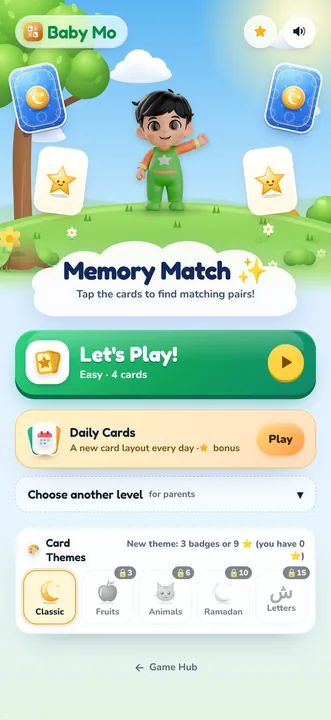 Baby Mo
Memory Match
Tap the cards to find matching pairs!
Let's Play!
Easy · 4 cards
Daily Cards
A new card layout every day ·⭐ bonus
Play
Choose another level for parents ▼
Card Themes
New theme: 3 badges or 9 ⭐ (you have 0 ⭐)
3
6
10
15
ش
Classic
Fruits
Animals
Ramadan
Letters
← Game Hub